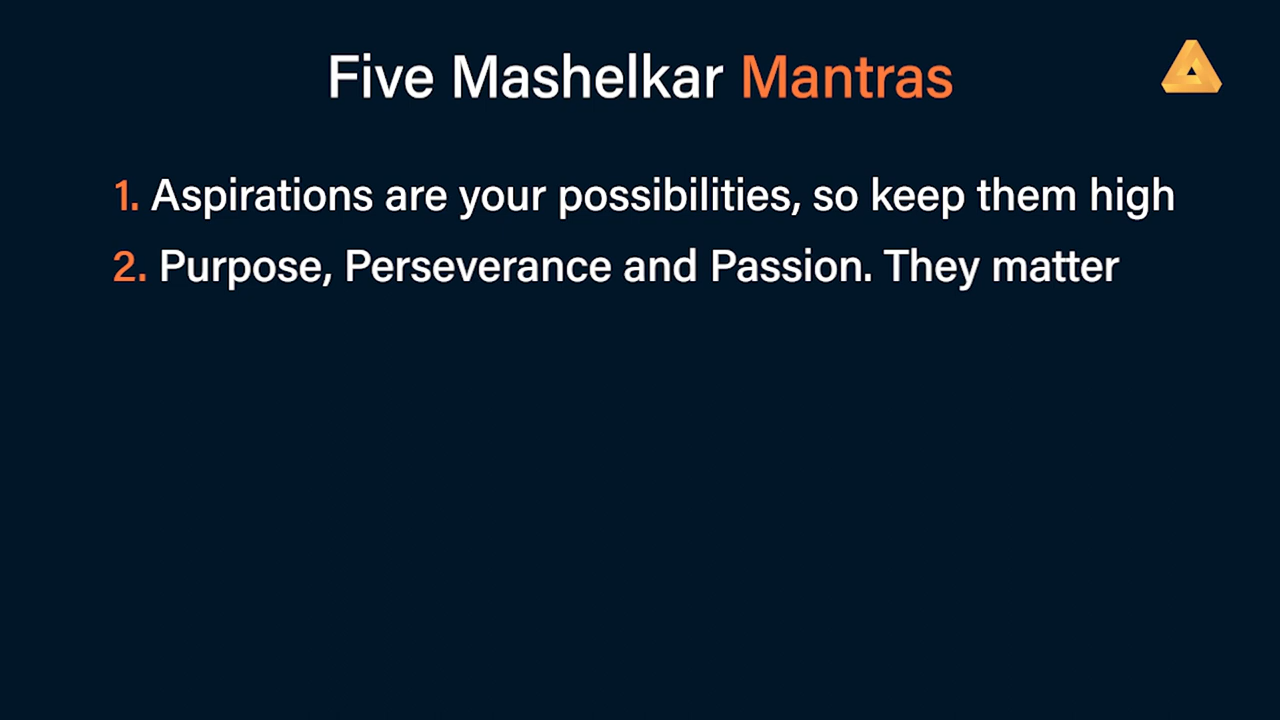 Five Mashelkar Mantras
1. Aspirations are your possibilities, so keep them high
2. Purpose, Perseverance and Passion. They matter